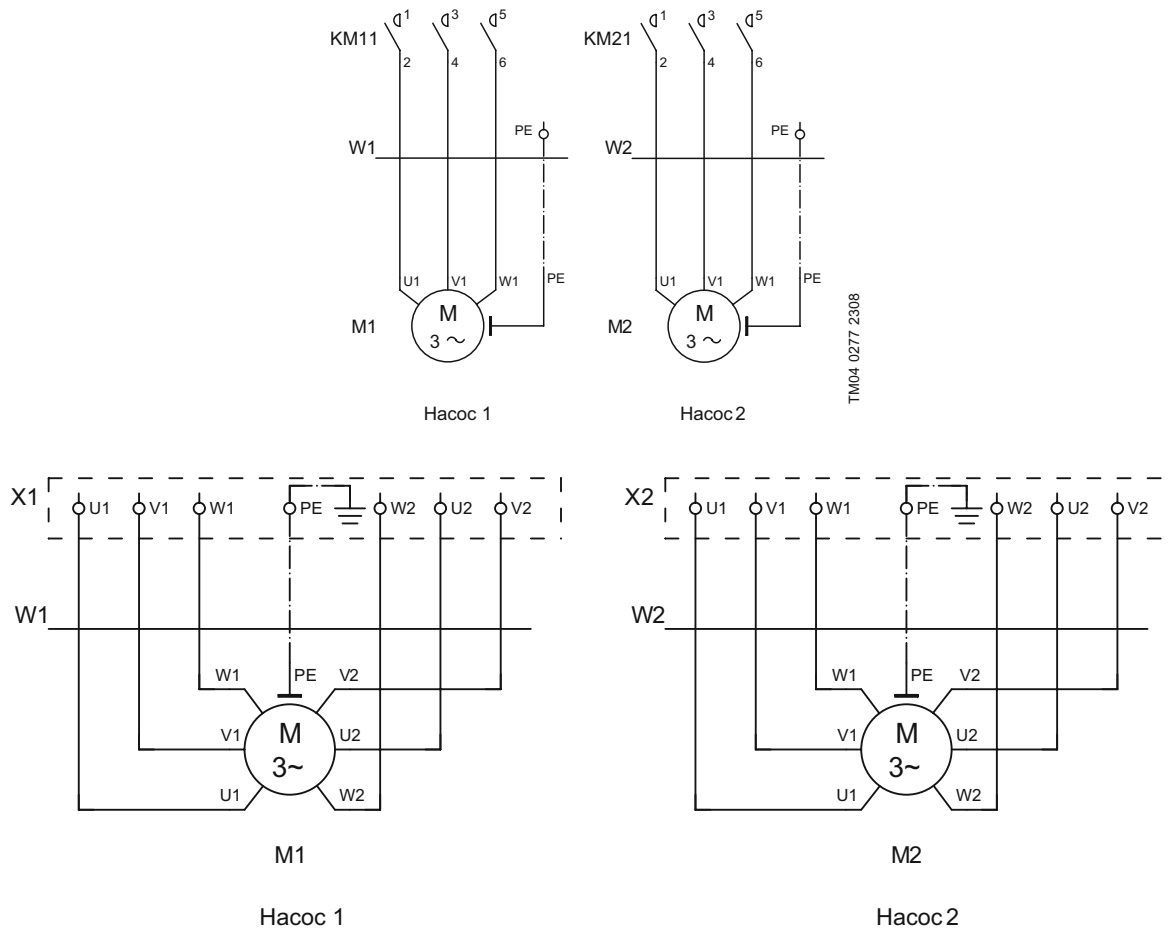 1 3 5 1 3 5
KM11 KM21
2 4 6 2 4 6
PE PE
W1 W2
U1 V1 W1 PE U1 V1 W1 PE
M M
M1 3 ~ M2 3 ~
TM04 0277 2308
Насос 1 Насос 2
X1 U1 V1 W1 PE W2 U2 V2 X2 U1 V1 W1 PE W2 U2 V2
W1 W2
W1 PE V2 W1 PE V2
V1 M U2 V1 M U2
3~ 3~
U1 W2 U1 W2
M1 M2
Насос 1 Насос 2